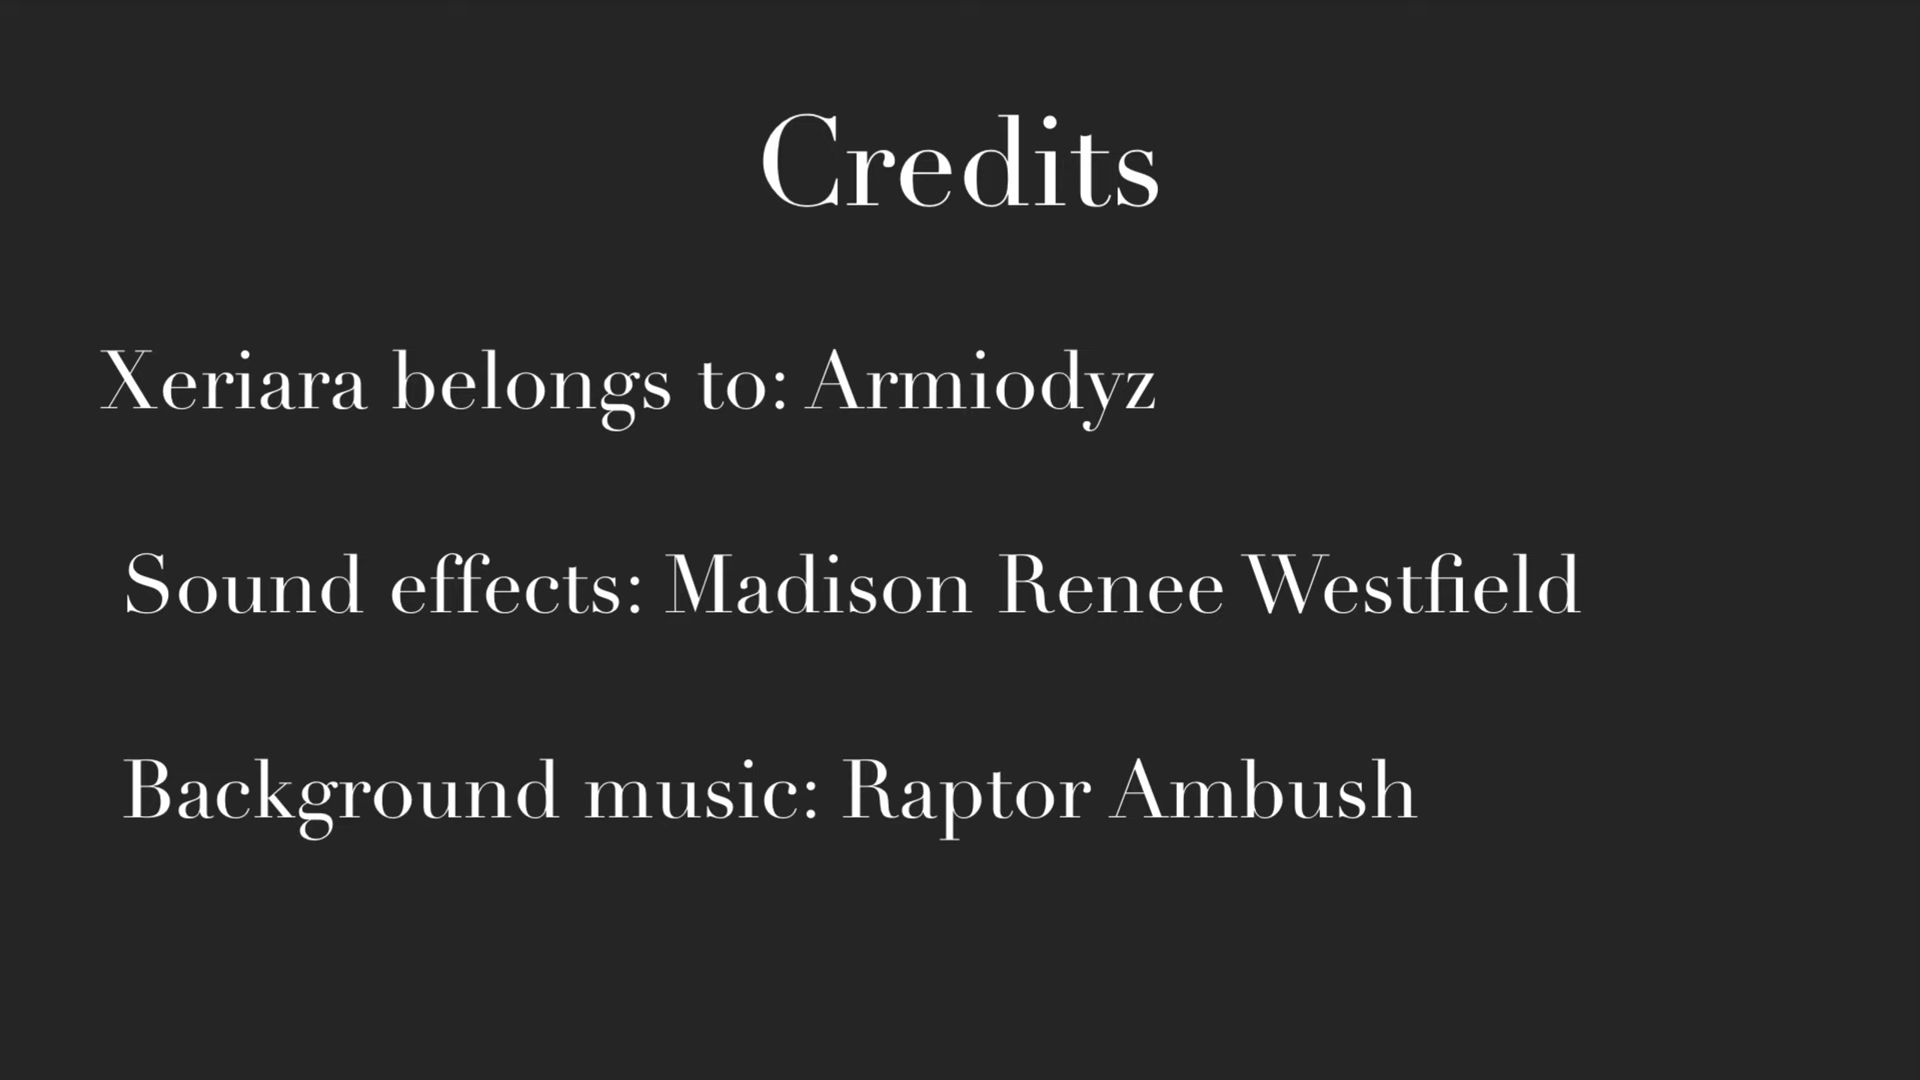 Credits
Xeriara belongs to: Armiodyz
Sound effects: Madison Renee Westfield
Background music: Raptor Ambush